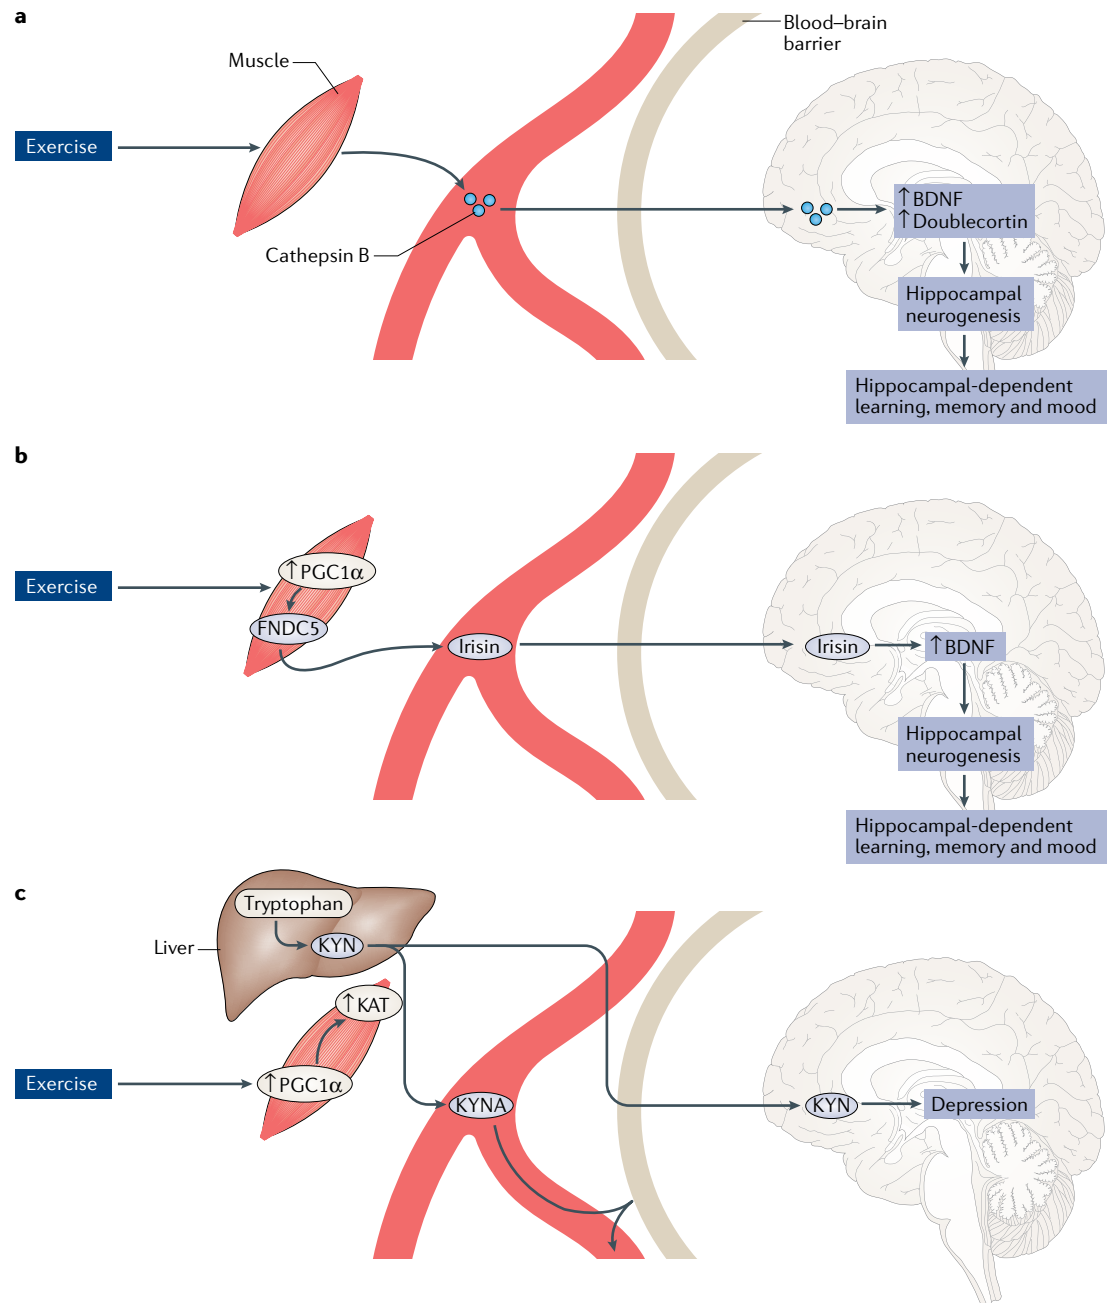 a
Blood–brain
barrier
Muscle
Exercise
↑BDNF
↑Doublecortin
Cathepsin B
Hippocampal
neurogenesis
Hippocampal-dependent
learning, memory and mood
b
↑PGC1α
Exercise
FNDC5
Irisin
Irisin
↑BDNF
Hippocampal
neurogenesis
Hippocampal-dependent
learning, memory and mood
c
Tryptophan
Liver
KYN
↑KAT
Exercise
↑PGC1α
KYNA
KYN
Depression